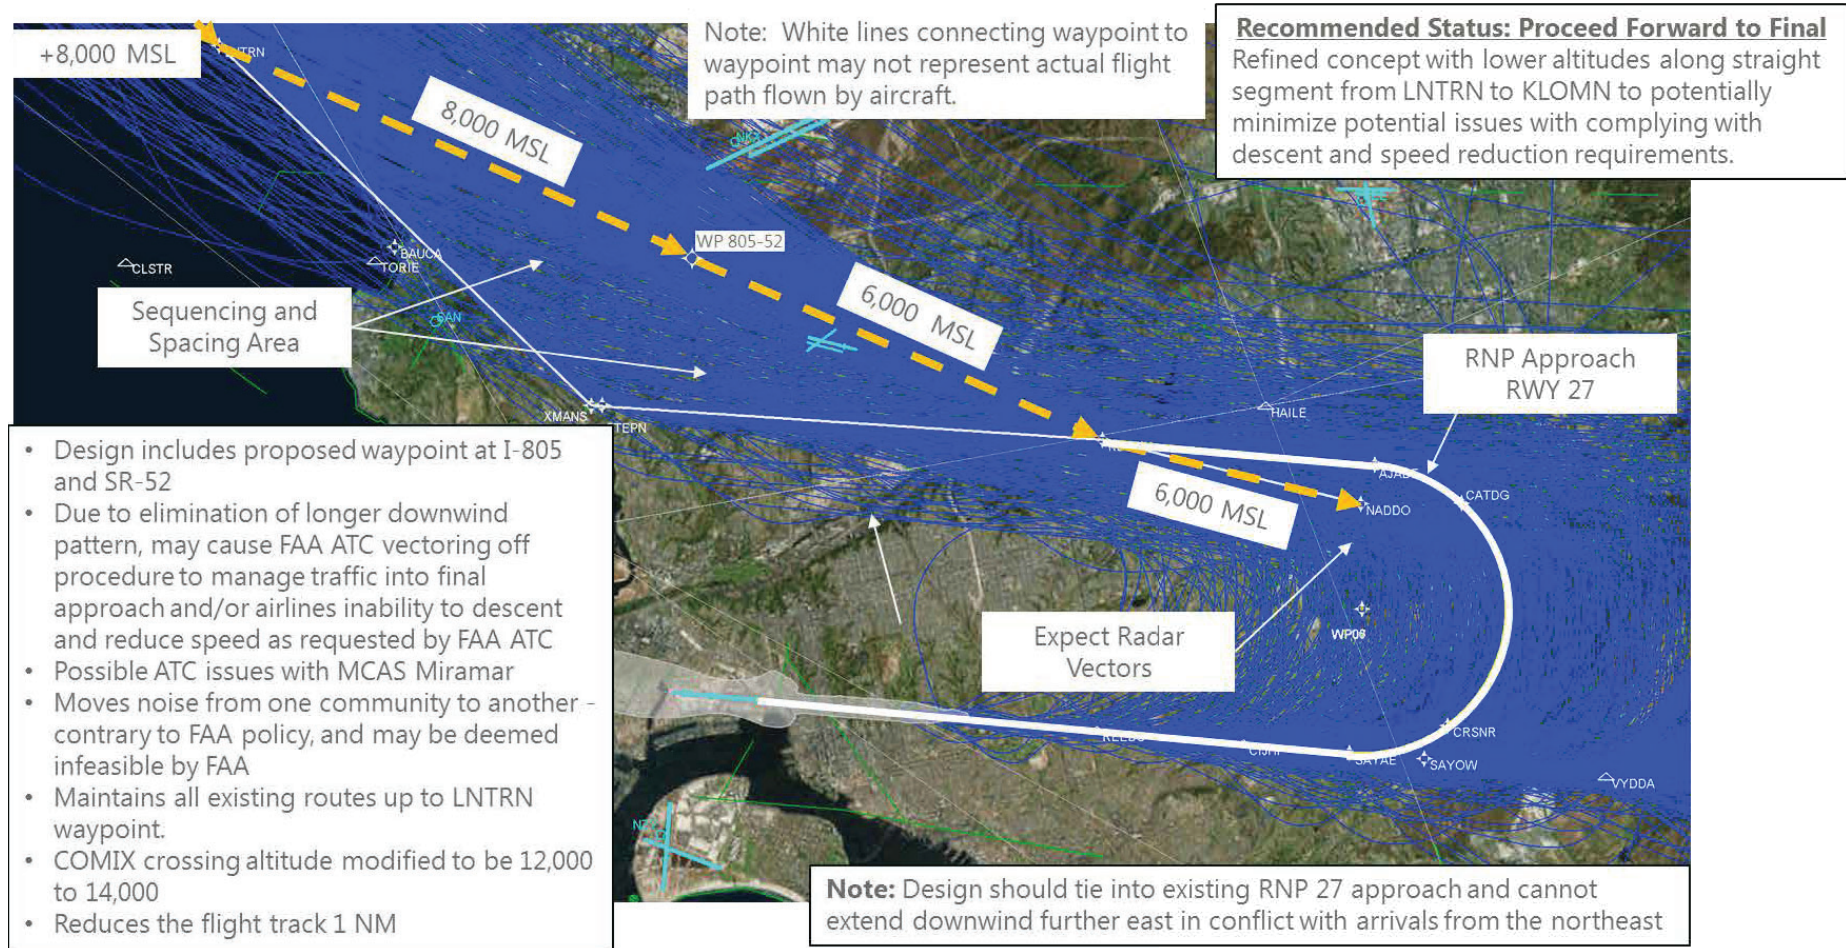 +8,000 MSL
Note: White lines connecting waypoint to
waypoint may not represent actual flight
path flown by aircraft.
Recommended Status: Proceed Forward to Final
Refined concept with lower altitudes along straight
segment from LNTRN to KLOMN to potentially
minimize potential issues with complying with
descent and speed reduction requirements.
8,000 MSL
WP 805-52
BAUCA
TORIE
CLSTR
Sequencing and
Spacing Area
SAN
6,000 MSL
RNP Approach
RWY 27
HAILE
XMANS
TEPN
CATDG
NADDO
6,000 MSL
• Design includes proposed waypoint at I-805
and SR-52
• Due to elimination of longer downwind
pattern, may cause FAA ATC vectoring off
procedure to manage traffic into final
approach and/or airlines inability to descent
and reduce speed as requested by FAA ATC
• Possible ATC issues with MCAS Miramar
• Moves noise from one community to another -
contrary to FAA policy, and may be deemed
infeasible by FAA
• Maintains all existing routes up to LNTRN
waypoint.
• COMIX crossing altitude modified to be 12,000
to 14,000
• Reduces the flight track 1 NM
Expect Radar
Vectors
CRSNR
SAYAE
SAYOW
VYDDA
Note: Design should tie into existing RNP 27 approach and cannot
extend downwind further east in conflict with arrivals from the northeast